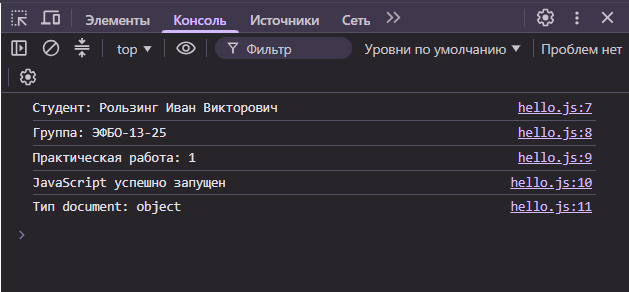 Элементы Консоль Источники Сеть
top Фильтр Уровни по умолчанию Проблем нет
Студент: Рользинг Иван Викторович hello.js:7
Группа: ЭФБО-13-25 hello.js:8
Практическая работа: 1 hello.js:9
JavaScript успешно запущен hello.js:10
Тип document: object hello.js:11